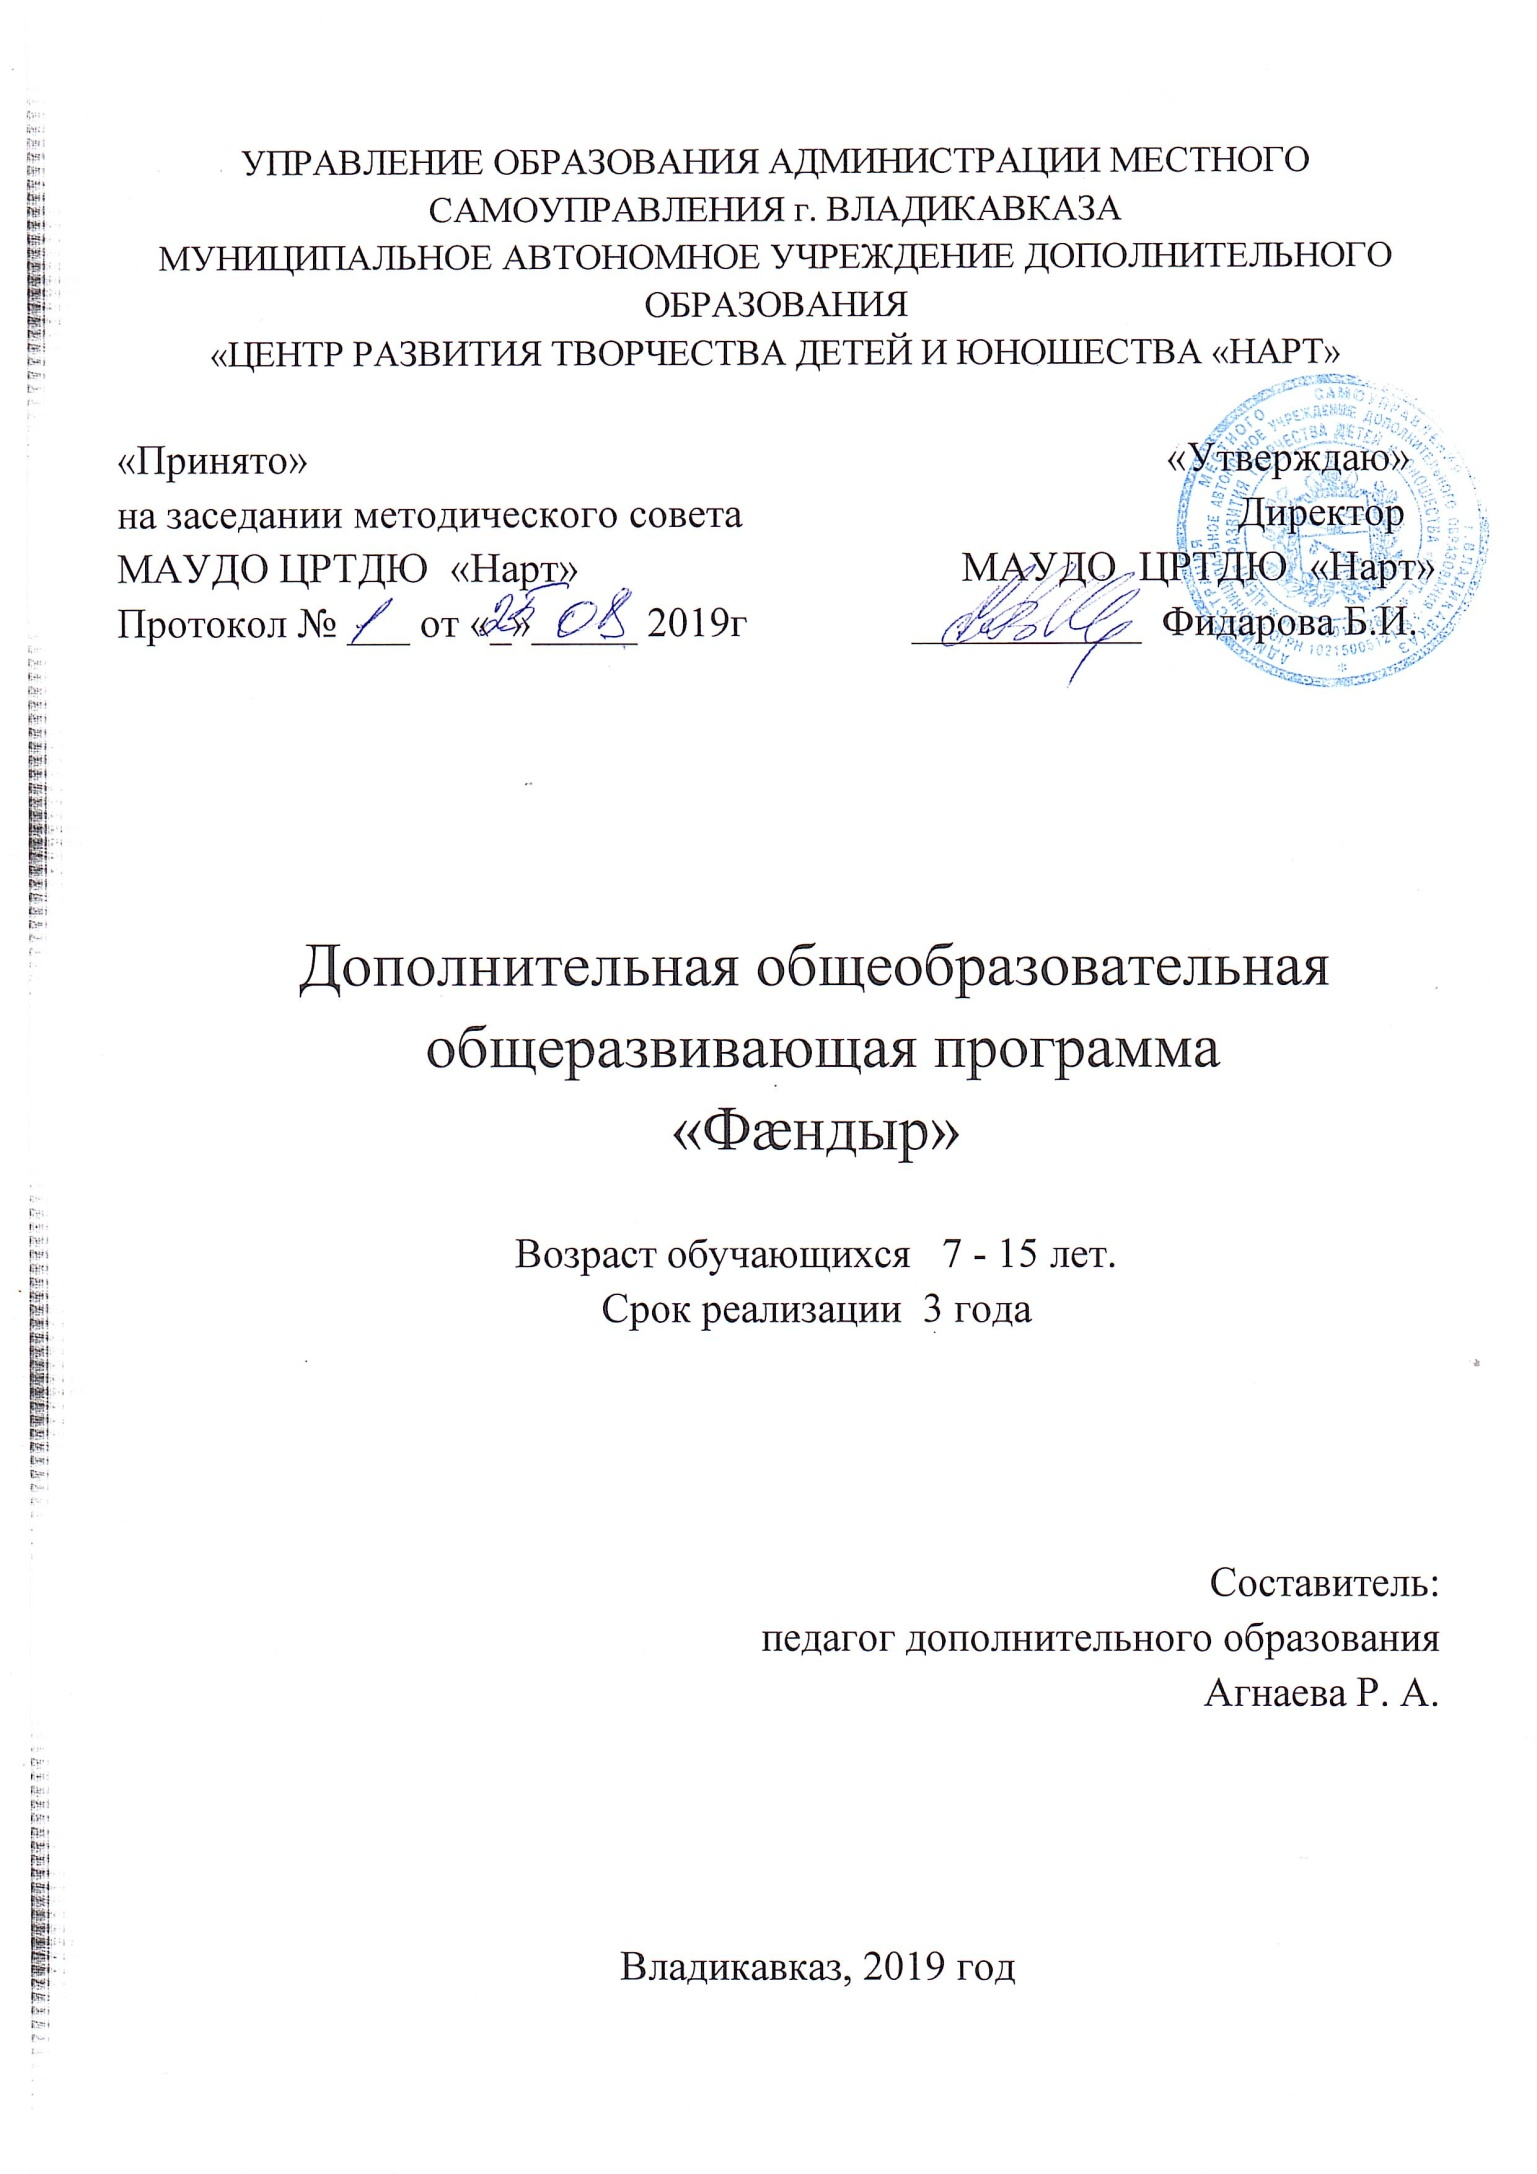 УПРАВЛЕНИЕ ОБРАЗОВАНИЯ АДМИНИСТРАЦИИ МЕСТНОГО
САМОУПРАВЛЕНИЯ г. ВЛАДИКАВКАЗА
МУНИЦИПАЛЬНОЕ АВТОНОМНОЕ УЧРЕЖДЕНИЕ ДОПОЛНИТЕЛЬНОГО
ОБРАЗОВАНИЯ
«ЦЕНТР РАЗВИТИЯ ТВОРЧЕСТВА ДЕТЕЙ И ЮНОШЕСТВА «НАРТ»
«Принято» «Утверждаю»
на заседании методического совета Директор
МАУДО ЦРТДЮ «Нарт» МАУДО ЦРТДЮ «Нарт»
Протокол № 1 от «25» 08 2019г Фидарова Б.И.
Дополнительная общеобразовательная
общеразвивающая программа
«Фæндыр»
Возраст обучающихся 7 - 15 лет.
Срок реализации 3 года
Составитель:
педагог дополнительного образования
Агнаева Р. А.
Владикавказ, 2019 год